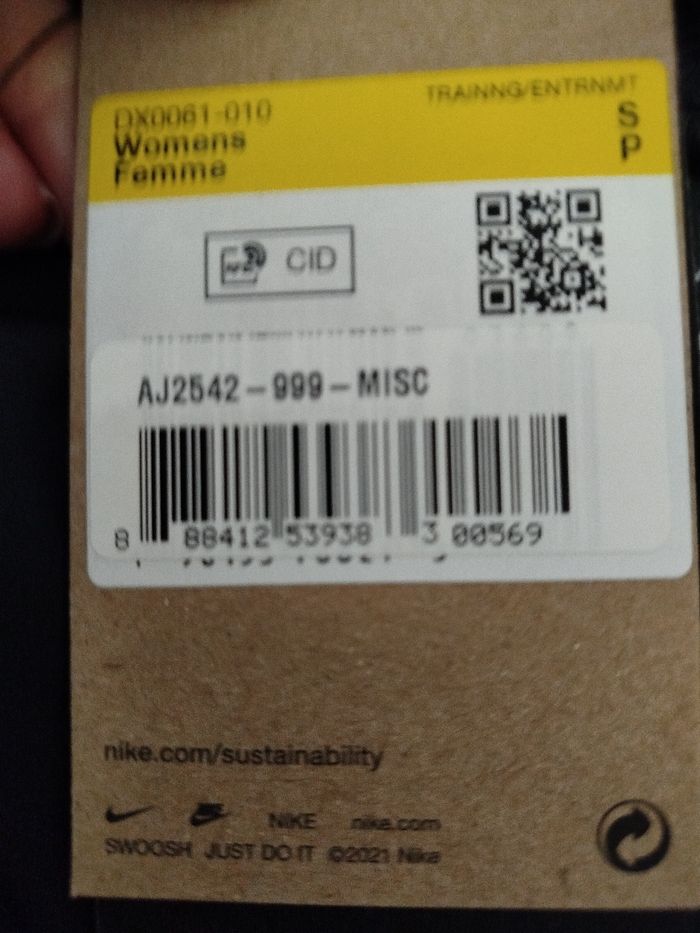 DX0061-010
Womens
Femme
TRAINNG/ENTRNMT
S
P
CID
AJ2542-999-MISC
8 88412 53938 3 00569
nike.com/sustainability
NIKE nike.com
SWOOSH JUST DO IT ©2021 Nike